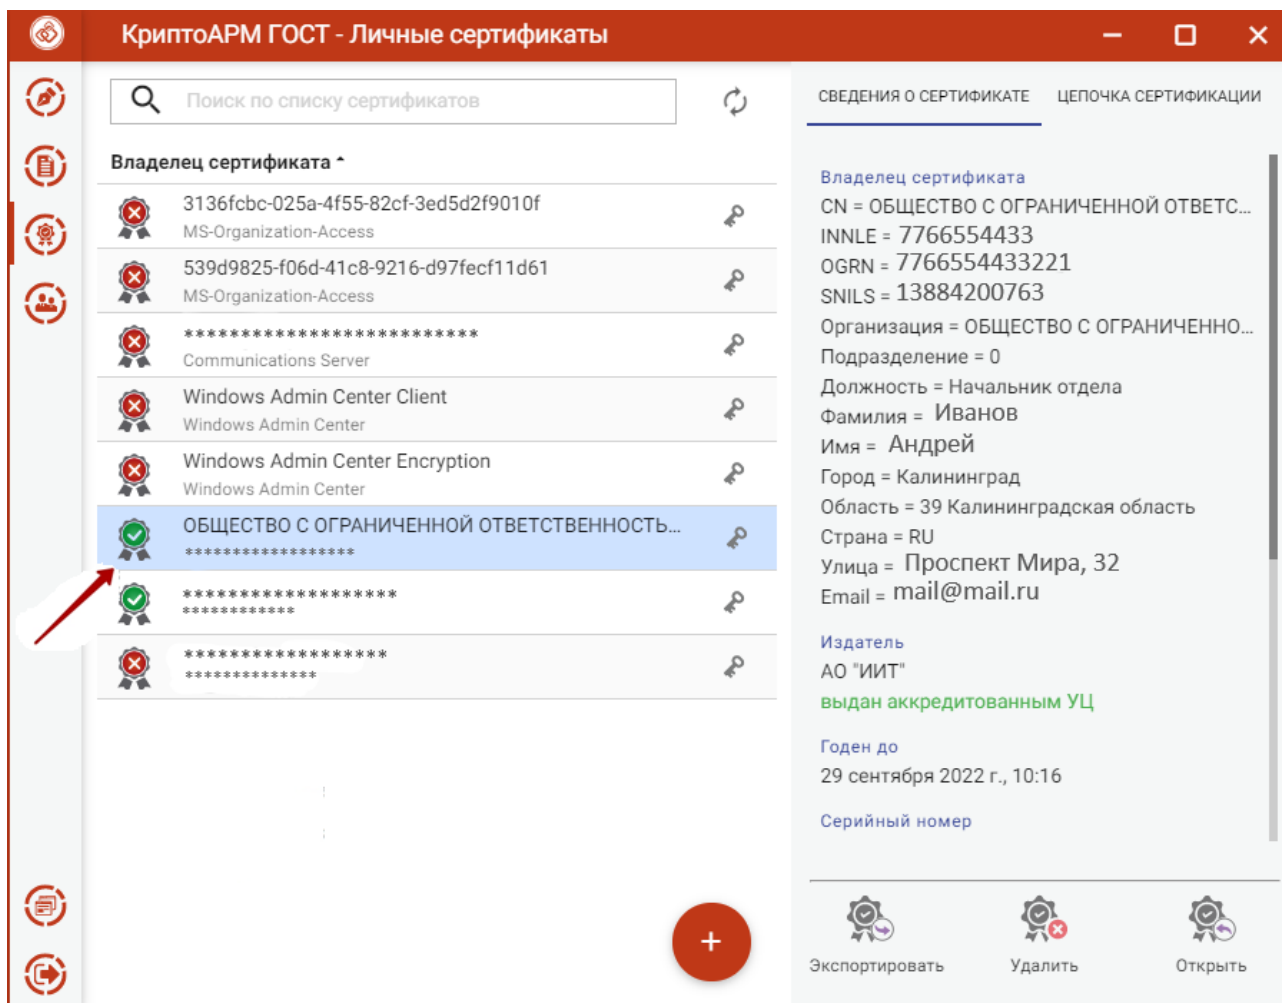 КриптоАРМ ГОСТ - Личные сертификаты
Поиск по списку сертификатов
Владелец сертификата
3136fcbc-025a-4f55-82cf-3ed5d2f9010f
MS-Organization-Access
539d9825-f06d-41c8-9216-d97fecf11d61
MS-Organization-Access
**************************
Communications Server
Windows Admin Center Client
Windows Admin Center
Windows Admin Center Encryption
Windows Admin Center
ОБЩЕСТВО С ОГРАНИЧЕННОЙ ОТВЕТСТВЕННОСТЬ...
******************
*******************
************
******************
**************
СВЕДЕНИЯ О СЕРТИФИКАТЕ ЦЕПОЧКА СЕРТИФИКАЦИИ
Владелец сертификата
CN = ОБЩЕСТВО С ОГРАНИЧЕННОЙ ОТВЕТС...
INNLE = 7766554433
OGRN = 7766554433221
SNILS = 13884200763
Организация = ОБЩЕСТВО С ОГРАНИЧЕННО...
Подразделение = 0
Должность = Начальник отдела
Фамилия = Иванов
Имя = Андрей
Город = Калининград
Область = 39 Калининградская область
Страна = RU
Улица = Проспект Мира, 32
Email = mail@mail.ru
Издатель
АО "ИИТ"
выдан аккредитованным УЦ
Годен до
29 сентября 2022 г., 10:16
Серийный номер
Экспортировать Удалить Открыть